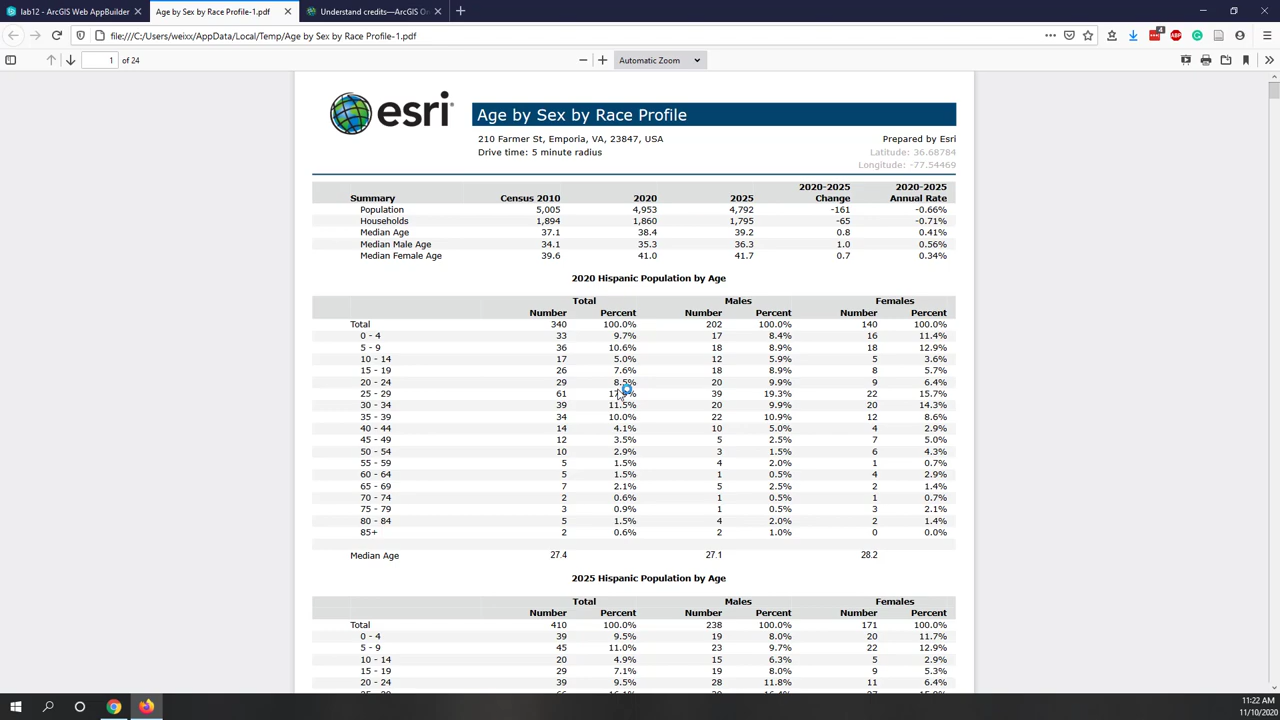 lab12 - ArcGIS Web AppBuilder
Age by Sex by Race Profile-1.pdf
Understand credits—ArcGIS On
file:///C:/Users/weixx/AppData/Local/Temp/Age by Sex by Race Profile-1.pdf
1 of 24
Automatic Zoom
esri Age by Sex by Race Profile
210 Farmer St, Emporia, VA, 23847, USA Prepared by Esri
Drive time: 5 minute radius Latitude: 36.68784
Longitude: -77.54469
2020-2025 2020-2025
Summary Census 2010 2020 2025 Change Annual Rate
Population 5,005 4,953 4,792 -161 -0.66%
Households 1,894 1,860 1,795 -65 -0.71%
Median Age 37.1 38.4 39.2 0.8 0.41%
Median Male Age 34.1 35.3 36.3 1.0 0.56%
Median Female Age 39.6 41.0 41.7 0.7 0.34%
2020 Hispanic Population by Age
Total Males Females
Number Percent Number Percent Number Percent
Total 340 100.0% 202 100.0% 140 100.0%
0 - 4 33 9.7% 17 8.4% 16 11.4%
5 - 9 36 10.6% 18 8.9% 18 12.9%
10 - 14 17 5.0% 12 5.9% 5 3.6%
15 - 19 26 7.6% 18 8.9% 8 5.7%
20 - 24 29 8.5% 20 9.9% 9 6.4%
25 - 29 61 39 19.3% 22 15.7%
30 - 34 39 11.5% 20 9.9% 20 14.3%
35 - 39 34 10.0% 22 10.9% 12 8.6%
40 - 44 14 4.1% 10 5.0% 4 2.9%
45 - 49 12 3.5% 5 2.5% 7 5.0%
50 - 54 10 2.9% 3 1.5% 6 4.3%
55 - 59 5 1.5% 4 2.0% 1 0.7%
60 - 64 5 1.5% 1 0.5% 4 2.9%
65 - 69 7 2.1% 5 2.5% 2 1.4%
70 - 74 2 0.6% 1 0.5% 1 0.7%
75 - 79 3 0.9% 1 0.5% 3 2.1%
80 - 84 5 1.5% 4 2.0% 2 1.4%
85+ 2 0.6% 2 1.0% 0 0.0%
Median Age 27.4 27.1 28.2
2025 Hispanic Population by Age
Total Males Females
Number Percent Number Percent Number Percent
Total 410 100.0% 238 100.0% 171 100.0%
0 - 4 39 9.5% 19 8.0% 20 11.7%
5 - 9 45 11.0% 23 9.7% 22 12.9%
10 - 14 20 4.9% 15 6.3% 5 2.9%
15 - 19 29 7.1% 19 8.0% 9 5.3%
20 - 24 39 9.5% 28 11.8% 11 6.4%
11:22 AM
11/10/2020